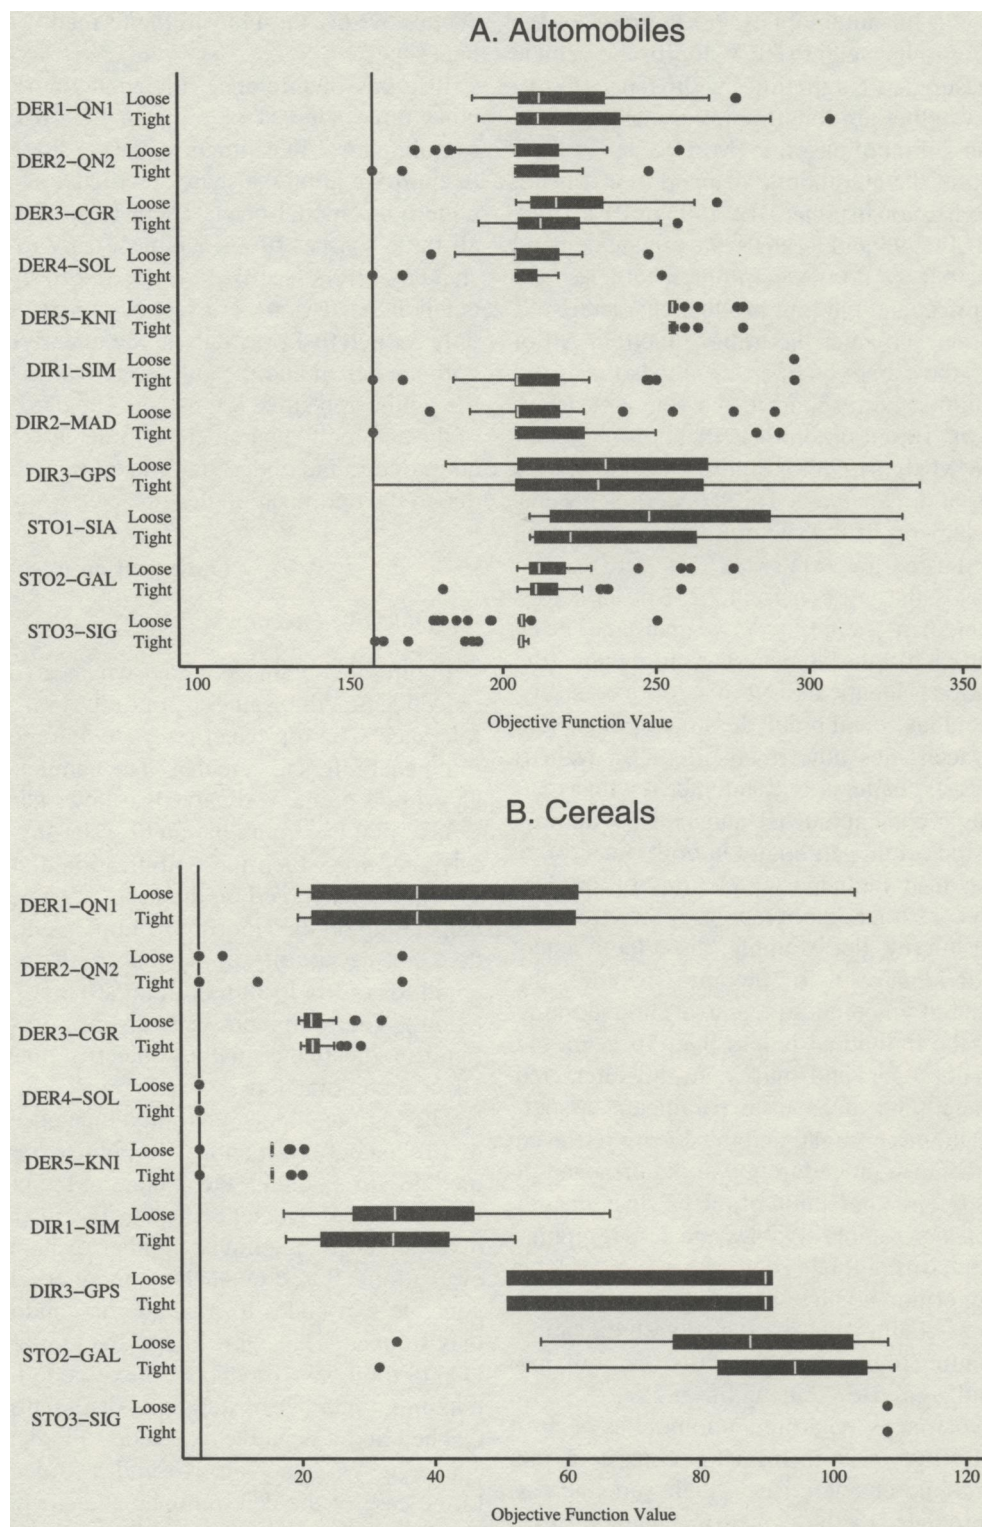 A. Automobiles
DER1–QN1 Loose
Tight
DER2–QN2 Loose
Tight
DER3–CGR Loose
Tight
DER4–SOL Loose
Tight
DER5–KNI Loose
Tight
DIR1–SIM Loose
Tight
DIR2–MAD Loose
Tight
DIR3–GPS Loose
Tight
STO1–SIA Loose
Tight
STO2–GAL Loose
Tight
STO3–SIG Loose
Tight
100 150 200 250 300 350
Objective Function Value
B. Cereals
DER1–QN1 Loose
Tight
DER2–QN2 Loose
Tight
DER3–CGR Loose
Tight
DER4–SOL Loose
Tight
DER5–KNI Loose
Tight
DIR1–SIM Loose
Tight
DIR3–GPS Loose
Tight
STO2–GAL Loose
Tight
STO3–SIG Loose
Tight
20 40 60 80 100 120
Objective Function Value